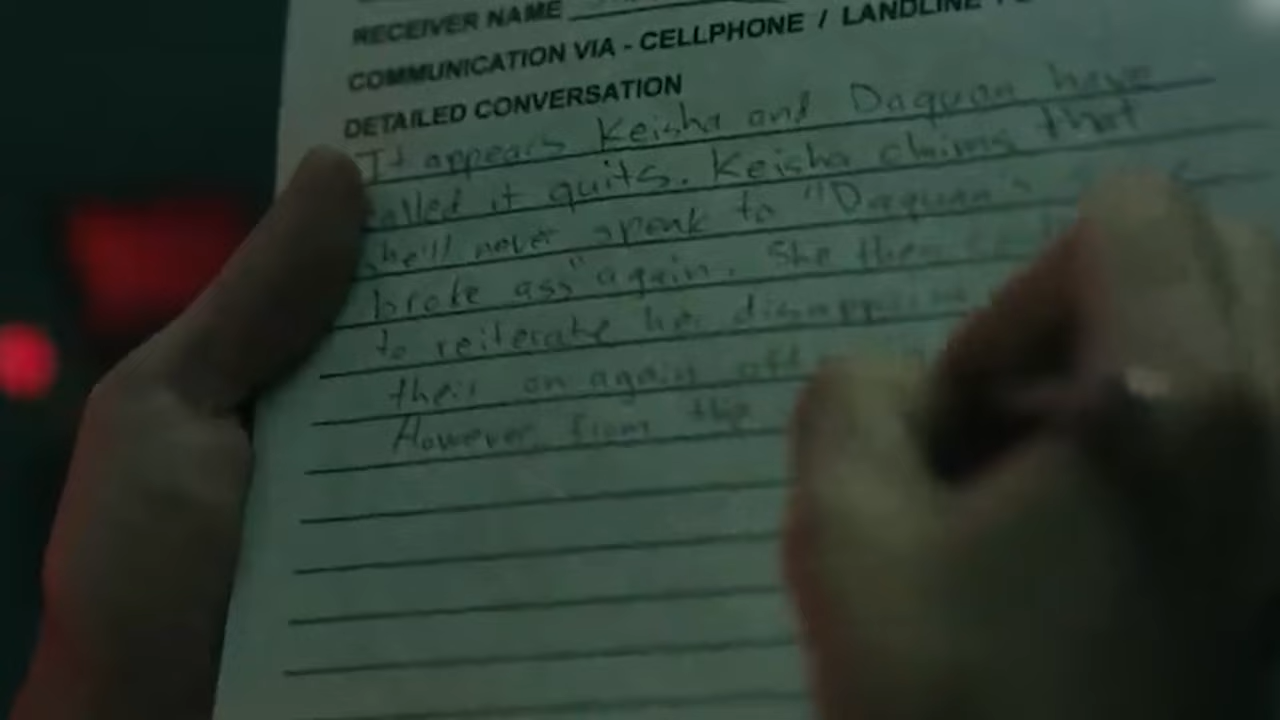 RECEIVER NAME
COMMUNICATION VIA - CELLPHONE / LANDLINE
DETAILED CONVERSATION
It appears Keisha and Daquan have
called it quits. Keisha claims that
she'll never speak to "Daquan's
broke ass" again. She then
to reiterate her
their on again off
However, from the